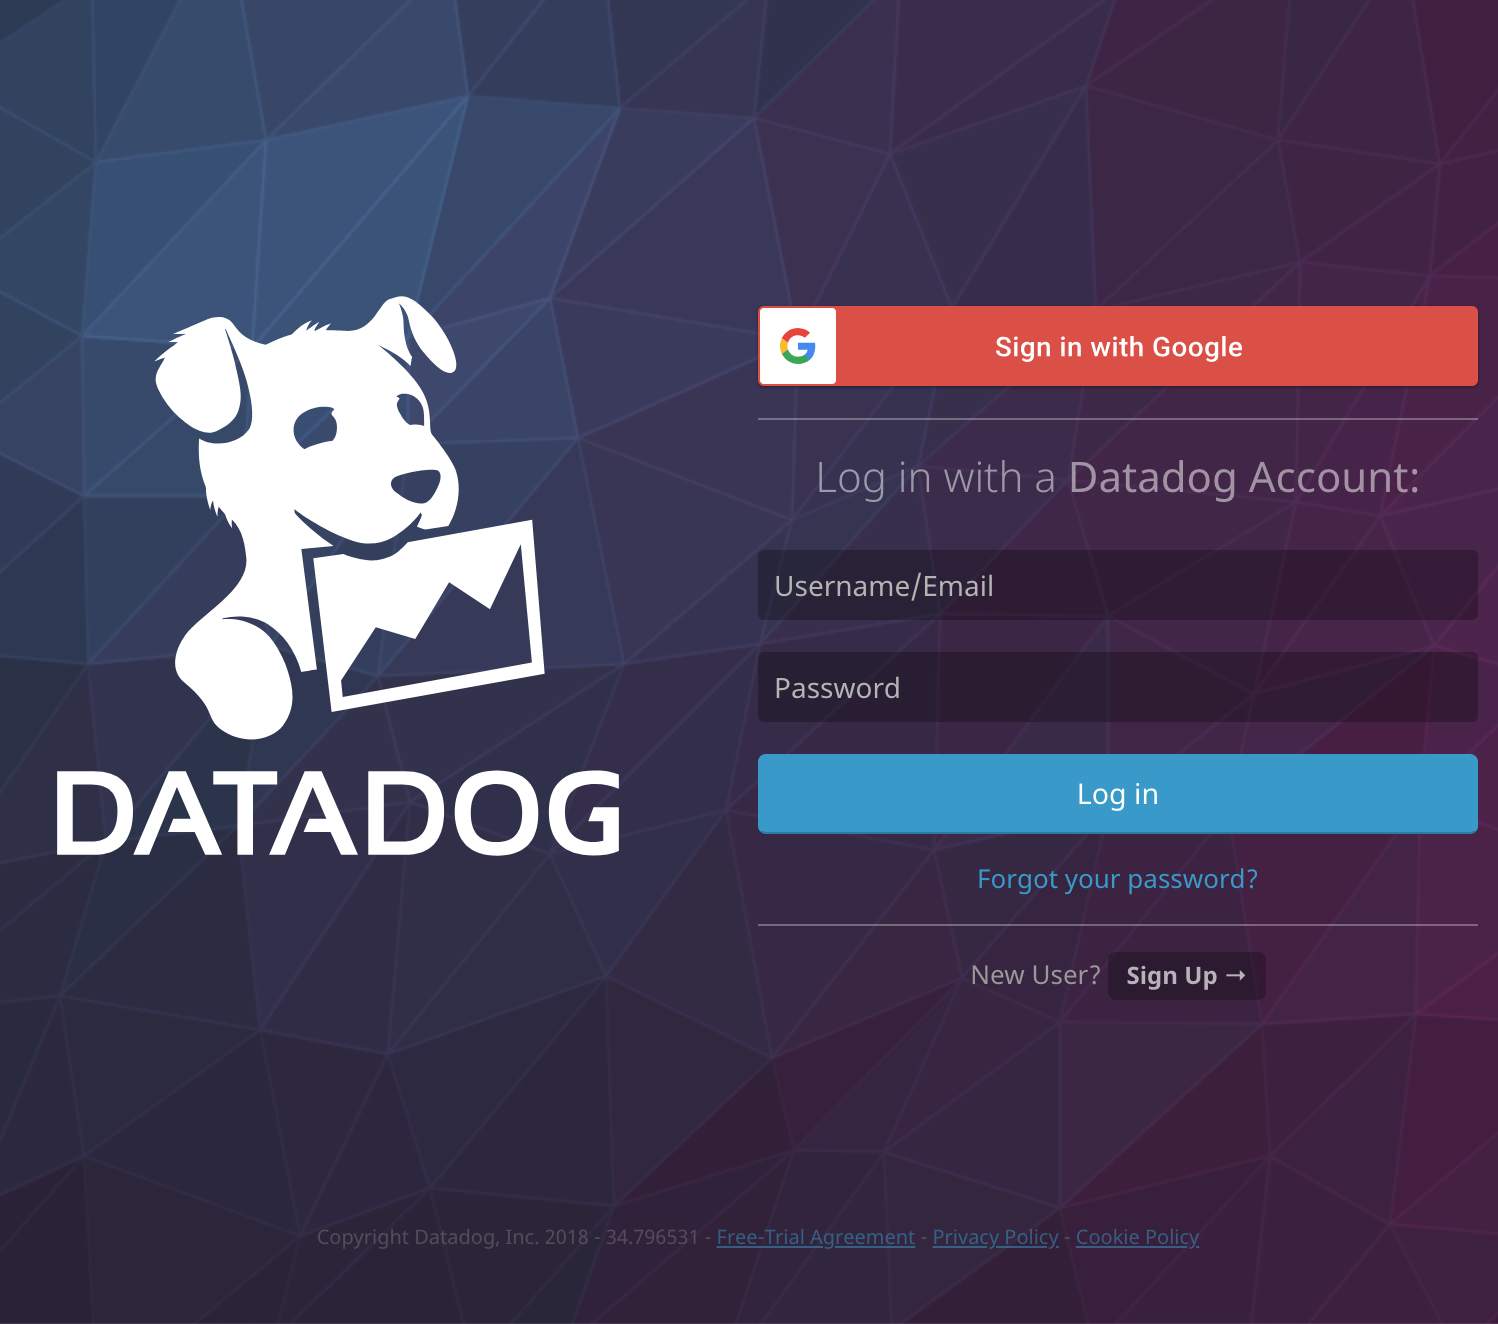 DATADOG
Sign in with Google
Log in with a Datadog Account:
Username/Email
Password
Log in
Forgot your password?
New User? Sign Up →
Copyright Datadog, Inc. 2018 - 34.796531 - Free-Trial Agreement - Privacy Policy - Cookie Policy